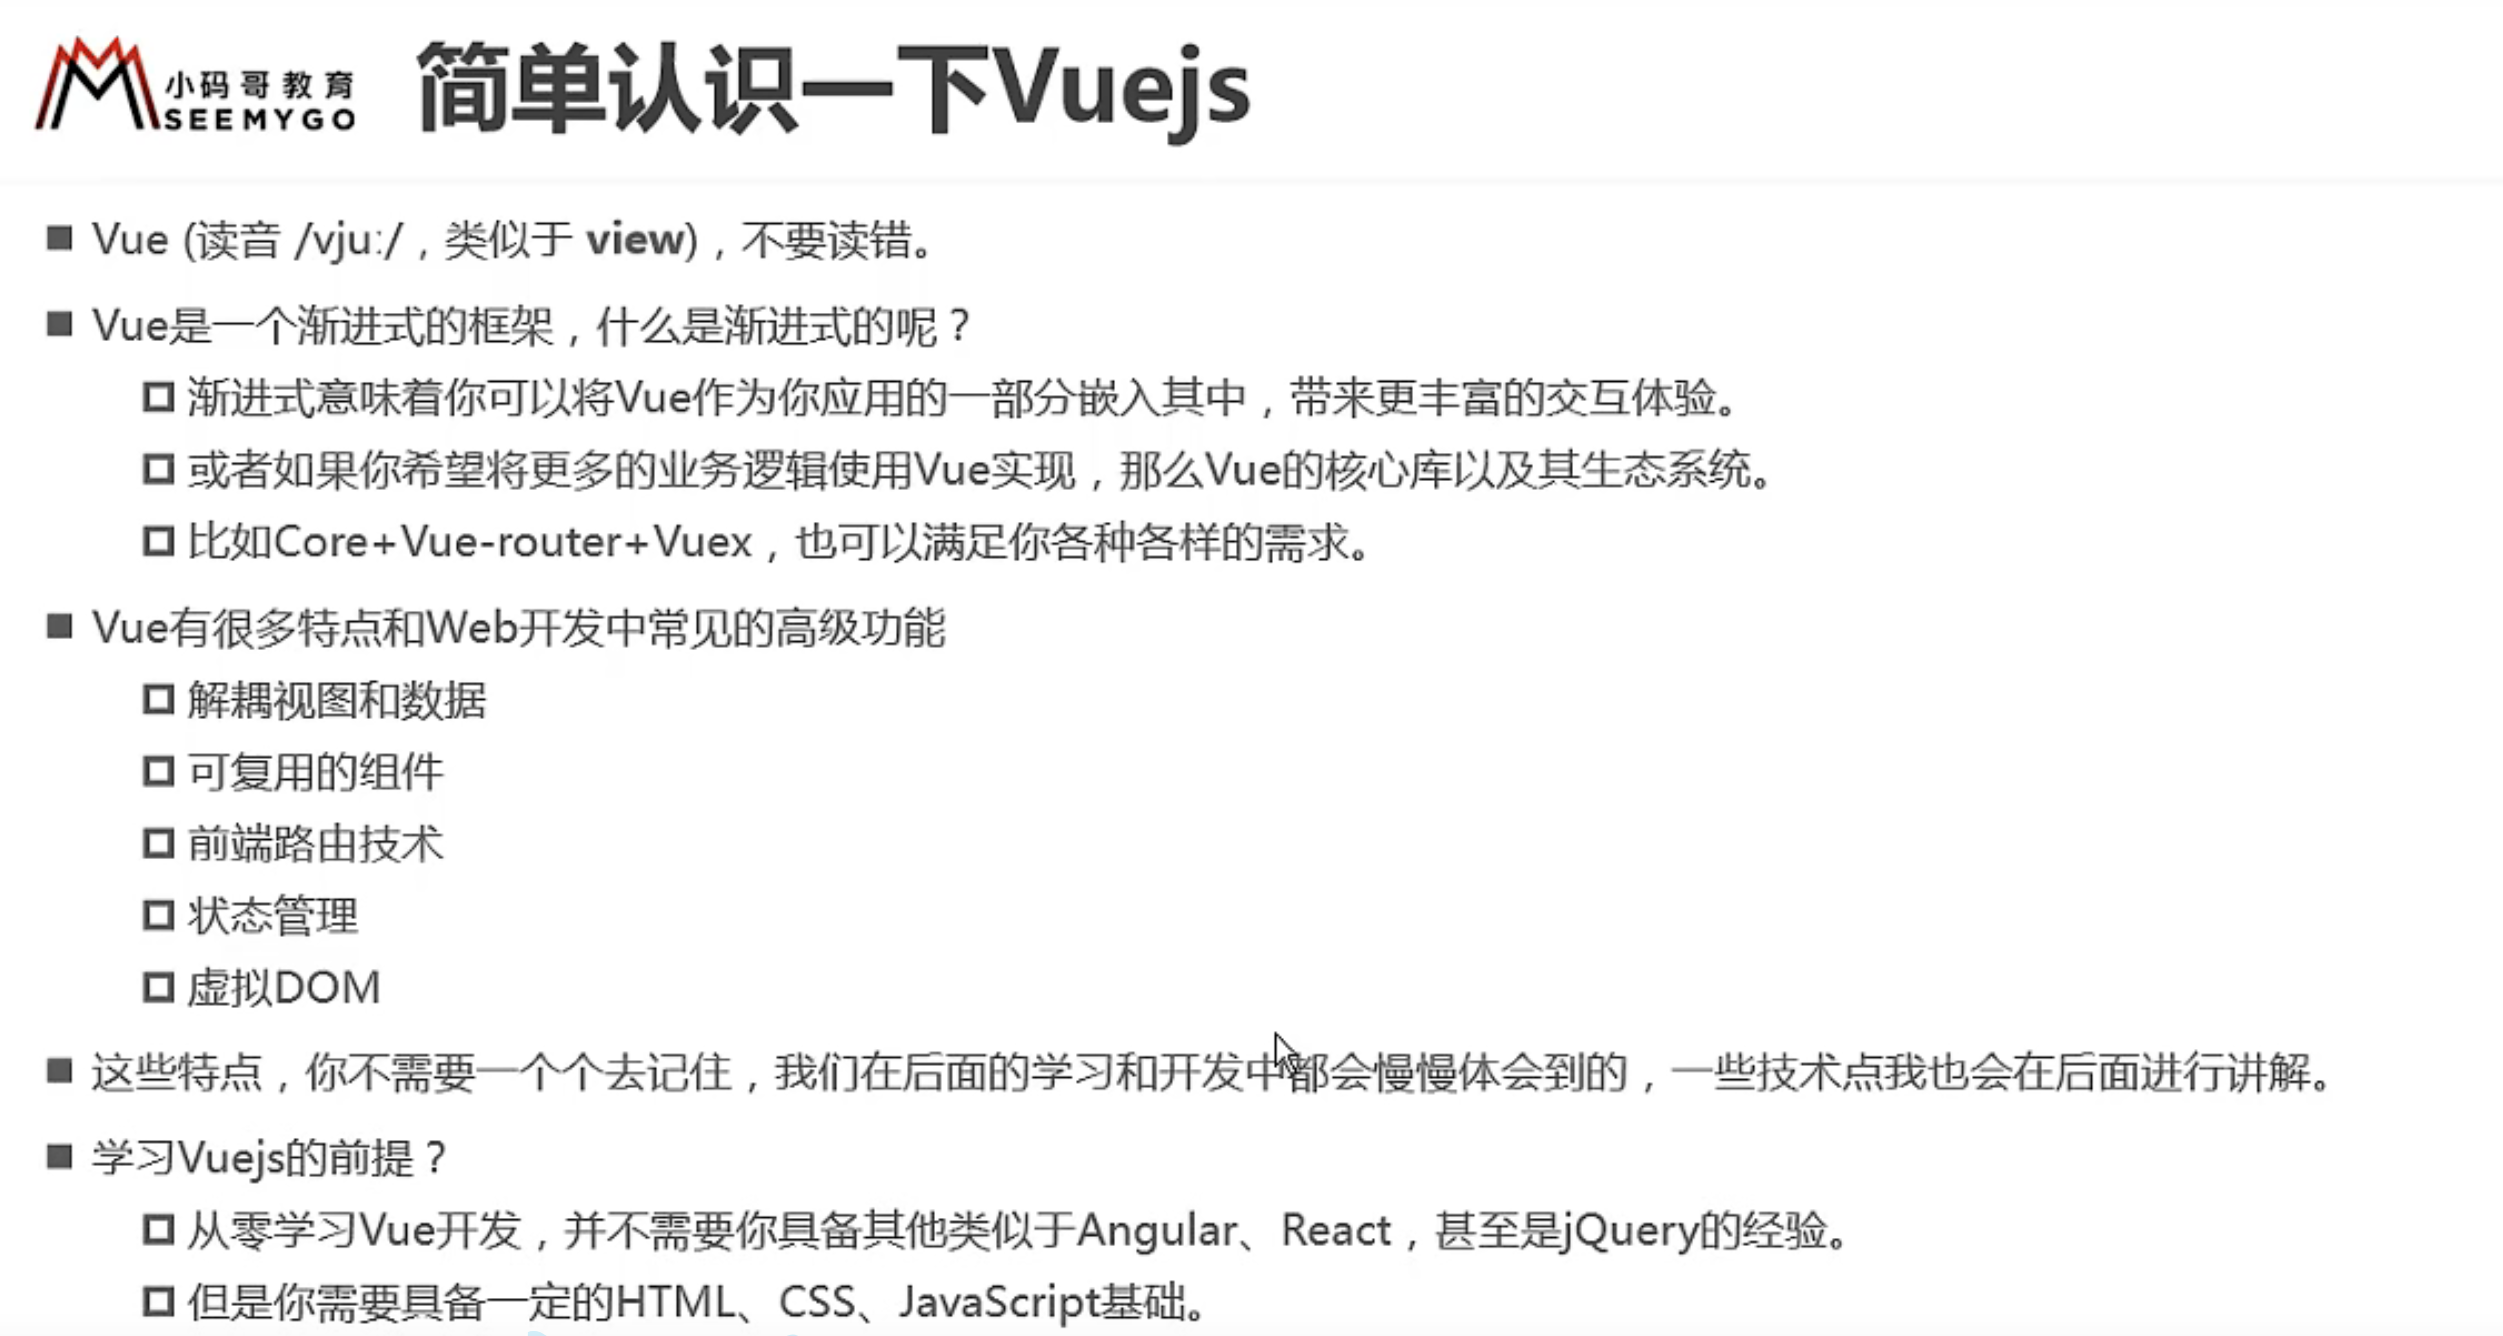 小码哥教育
SEEMYGO
简单认识一下Vuejs
Vue (读音 /vjuː/，类似于 view)，不要读错。
Vue是一个渐进式的框架，什么是渐进式的呢？
渐进式意味着你可以将Vue作为你应用的一部分嵌入其中，带来更丰富的交互体验。
或者如果你希望将更多的业务逻辑使用Vue实现，那么Vue的核心库以及其生态系统。
比如Core+Vue-router+Vuex，也可以满足你各种各样的需求。
Vue有很多特点和Web开发中常见的高级功能
解耦视图和数据
可复用的组件
前端路由技术
状态管理
虚拟DOM
这些特点，你不需要一个个去记住，我们在后面的学习和开发中都会慢慢体会到的，一些技术点我也会在后面进行讲解。
学习Vuejs的前提？
从零学习Vue开发，并不需要你具备其他类似于Angular、React，甚至是jQuery的经验。
但是你需要具备一定的HTML、CSS、JavaScript基础。